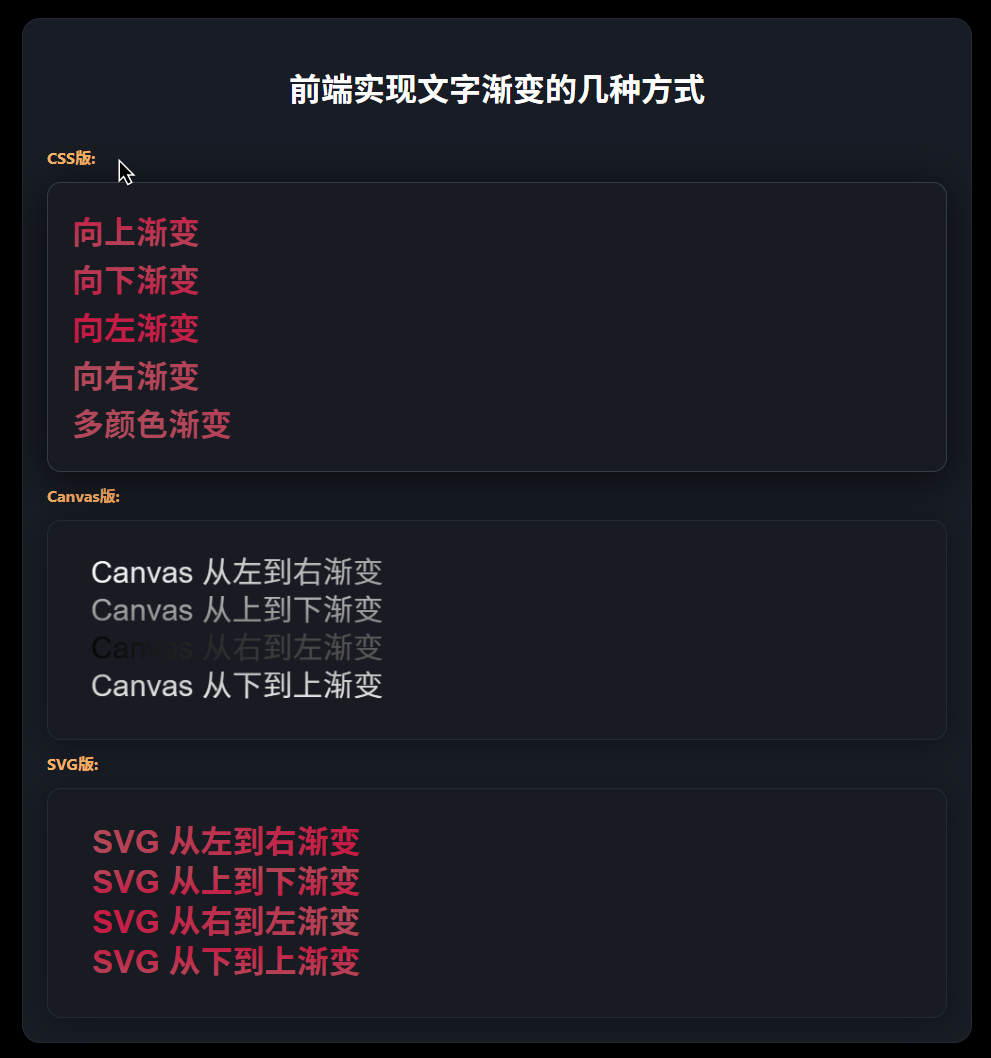 前端实现文字渐变的几种方式
CSS版:
向上渐变
向下渐变
向左渐变
向右渐变
多颜色渐变
Canvas版:
Canvas 从左到右渐变
Canvas 从上到下渐变
Canvas 从右到左渐变
Canvas 从下到上渐变
SVG版:
SVG 从左到右渐变
SVG 从上到下渐变
SVG 从右到左渐变
SVG 从下到上渐变